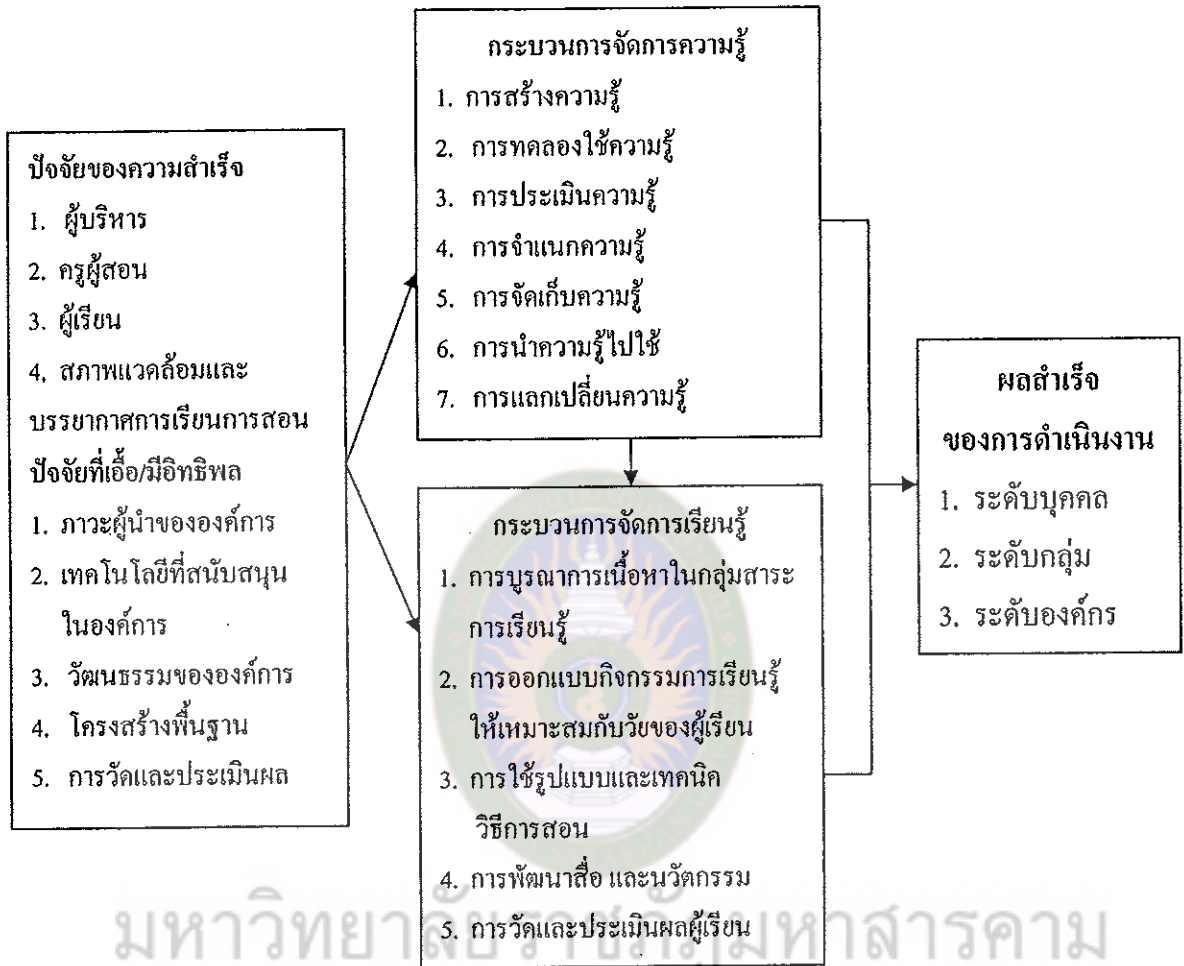 ปัจจัยของความสำเร็จ
1. ผู้บริหาร
2. ครูผู้สอน
3. ผู้เรียน
4. สภาพแวดล้อมและ
บรรยากาศการเรียนการสอน
ปัจจัยที่เอื้อ/มีอิทธิพล
1. ภาวะผู้นำขององค์การ
2. เทคโนโลยีที่สนับสนุน
ในองค์การ
3. วัฒนธรรมขององค์การ
4. โครงสร้างพื้นฐาน
5. การวัดและประเมินผล
กระบวนการจัดการความรู้
1. การสร้างความรู้
2. การทดลองใช้ความรู้
3. การประเมินความรู้
4. การจำแนกความรู้
5. การจัดเก็บความรู้
6. การนำความรู้ไปใช้
7. การแลกเปลี่ยนความรู้
กระบวนการจัดการเรียนรู้
1. การบูรณาการเนื้อหาในกลุ่มสาระ
การเรียนรู้
2. การออกแบบกิจกรรมการเรียนรู้
ให้เหมาะสมกับวัยของผู้เรียน
3. การใช้รูปแบบและเทคนิค
วิธีการสอน
4. การพัฒนาสื่อ และนวัตกรรม
5. การวัดและประเมินผลผู้เรียน
ผลสำเร็จ
ของการดำเนินงาน
1. ระดับบุคคล
2. ระดับกลุ่ม
3. ระดับองค์กร
มหาวิทยาลัยราชภัฏมหาสารคาม